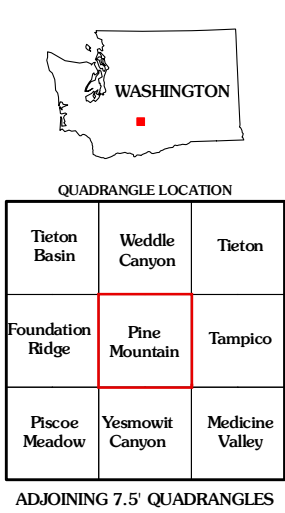 WASHINGTON
QUADRANGLE LOCATION
Tieton
Basin
Weddle
Canyon
Tieton
Foundation
Ridge
Pine
Mountain
Tampico
Piscoe
Meadow
Yesmowit
Canyon
Medicine
Valley
ADJOINING 7.5' QUADRANGLES